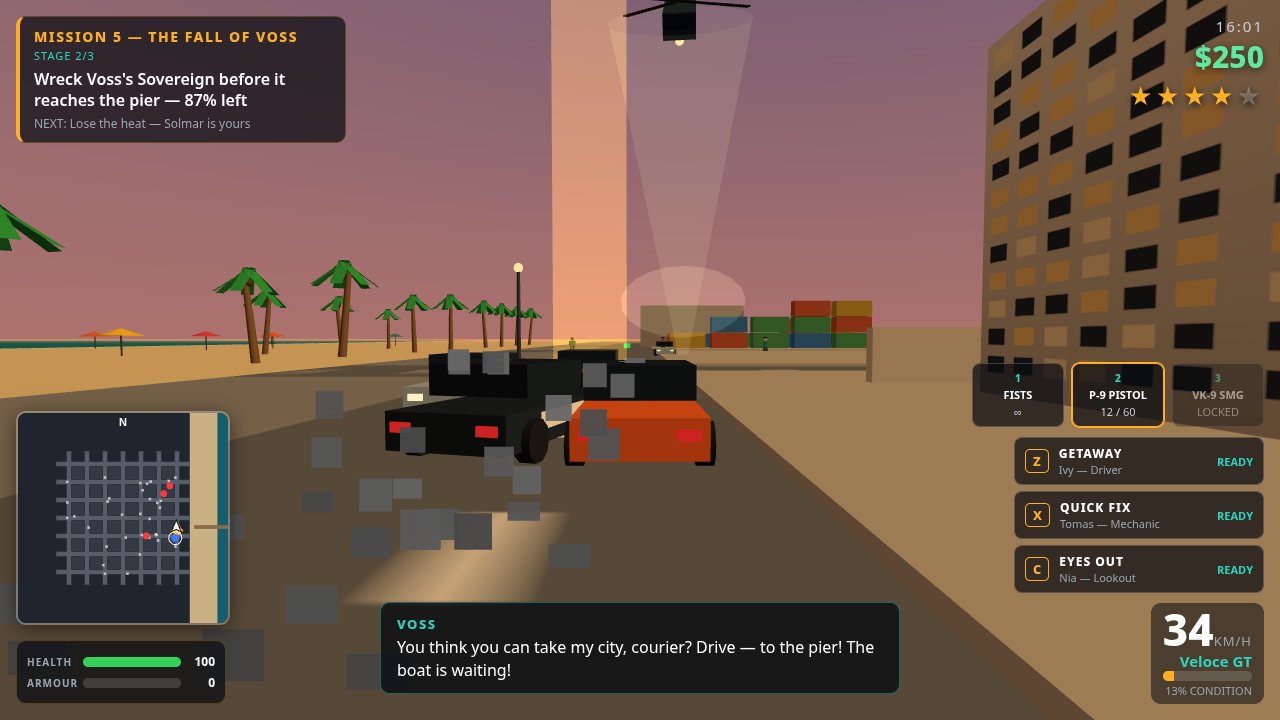 MISSION 5 — THE FALL OF VOSS
STAGE 2/3
Wreck Voss's Sovereign before it
reaches the pier — 87% left
NEXT: Lose the heat — Solmar is yours
16:01
$250
1
FISTS
∞
2
P-9 PISTOL
12 / 60
3
VK-9 SMG
LOCKED
Z
GETAWAY
Ivy — Driver
READY
X
QUICK FIX
Tomas — Mechanic
READY
C
EYES OUT
Nia — Lookout
READY
N
HEALTH
100
ARMOUR
0
VOSS
You think you can take my city, courier? Drive — to the pier! The
boat is waiting!
34 KM/H
Veloce GT
13% CONDITION